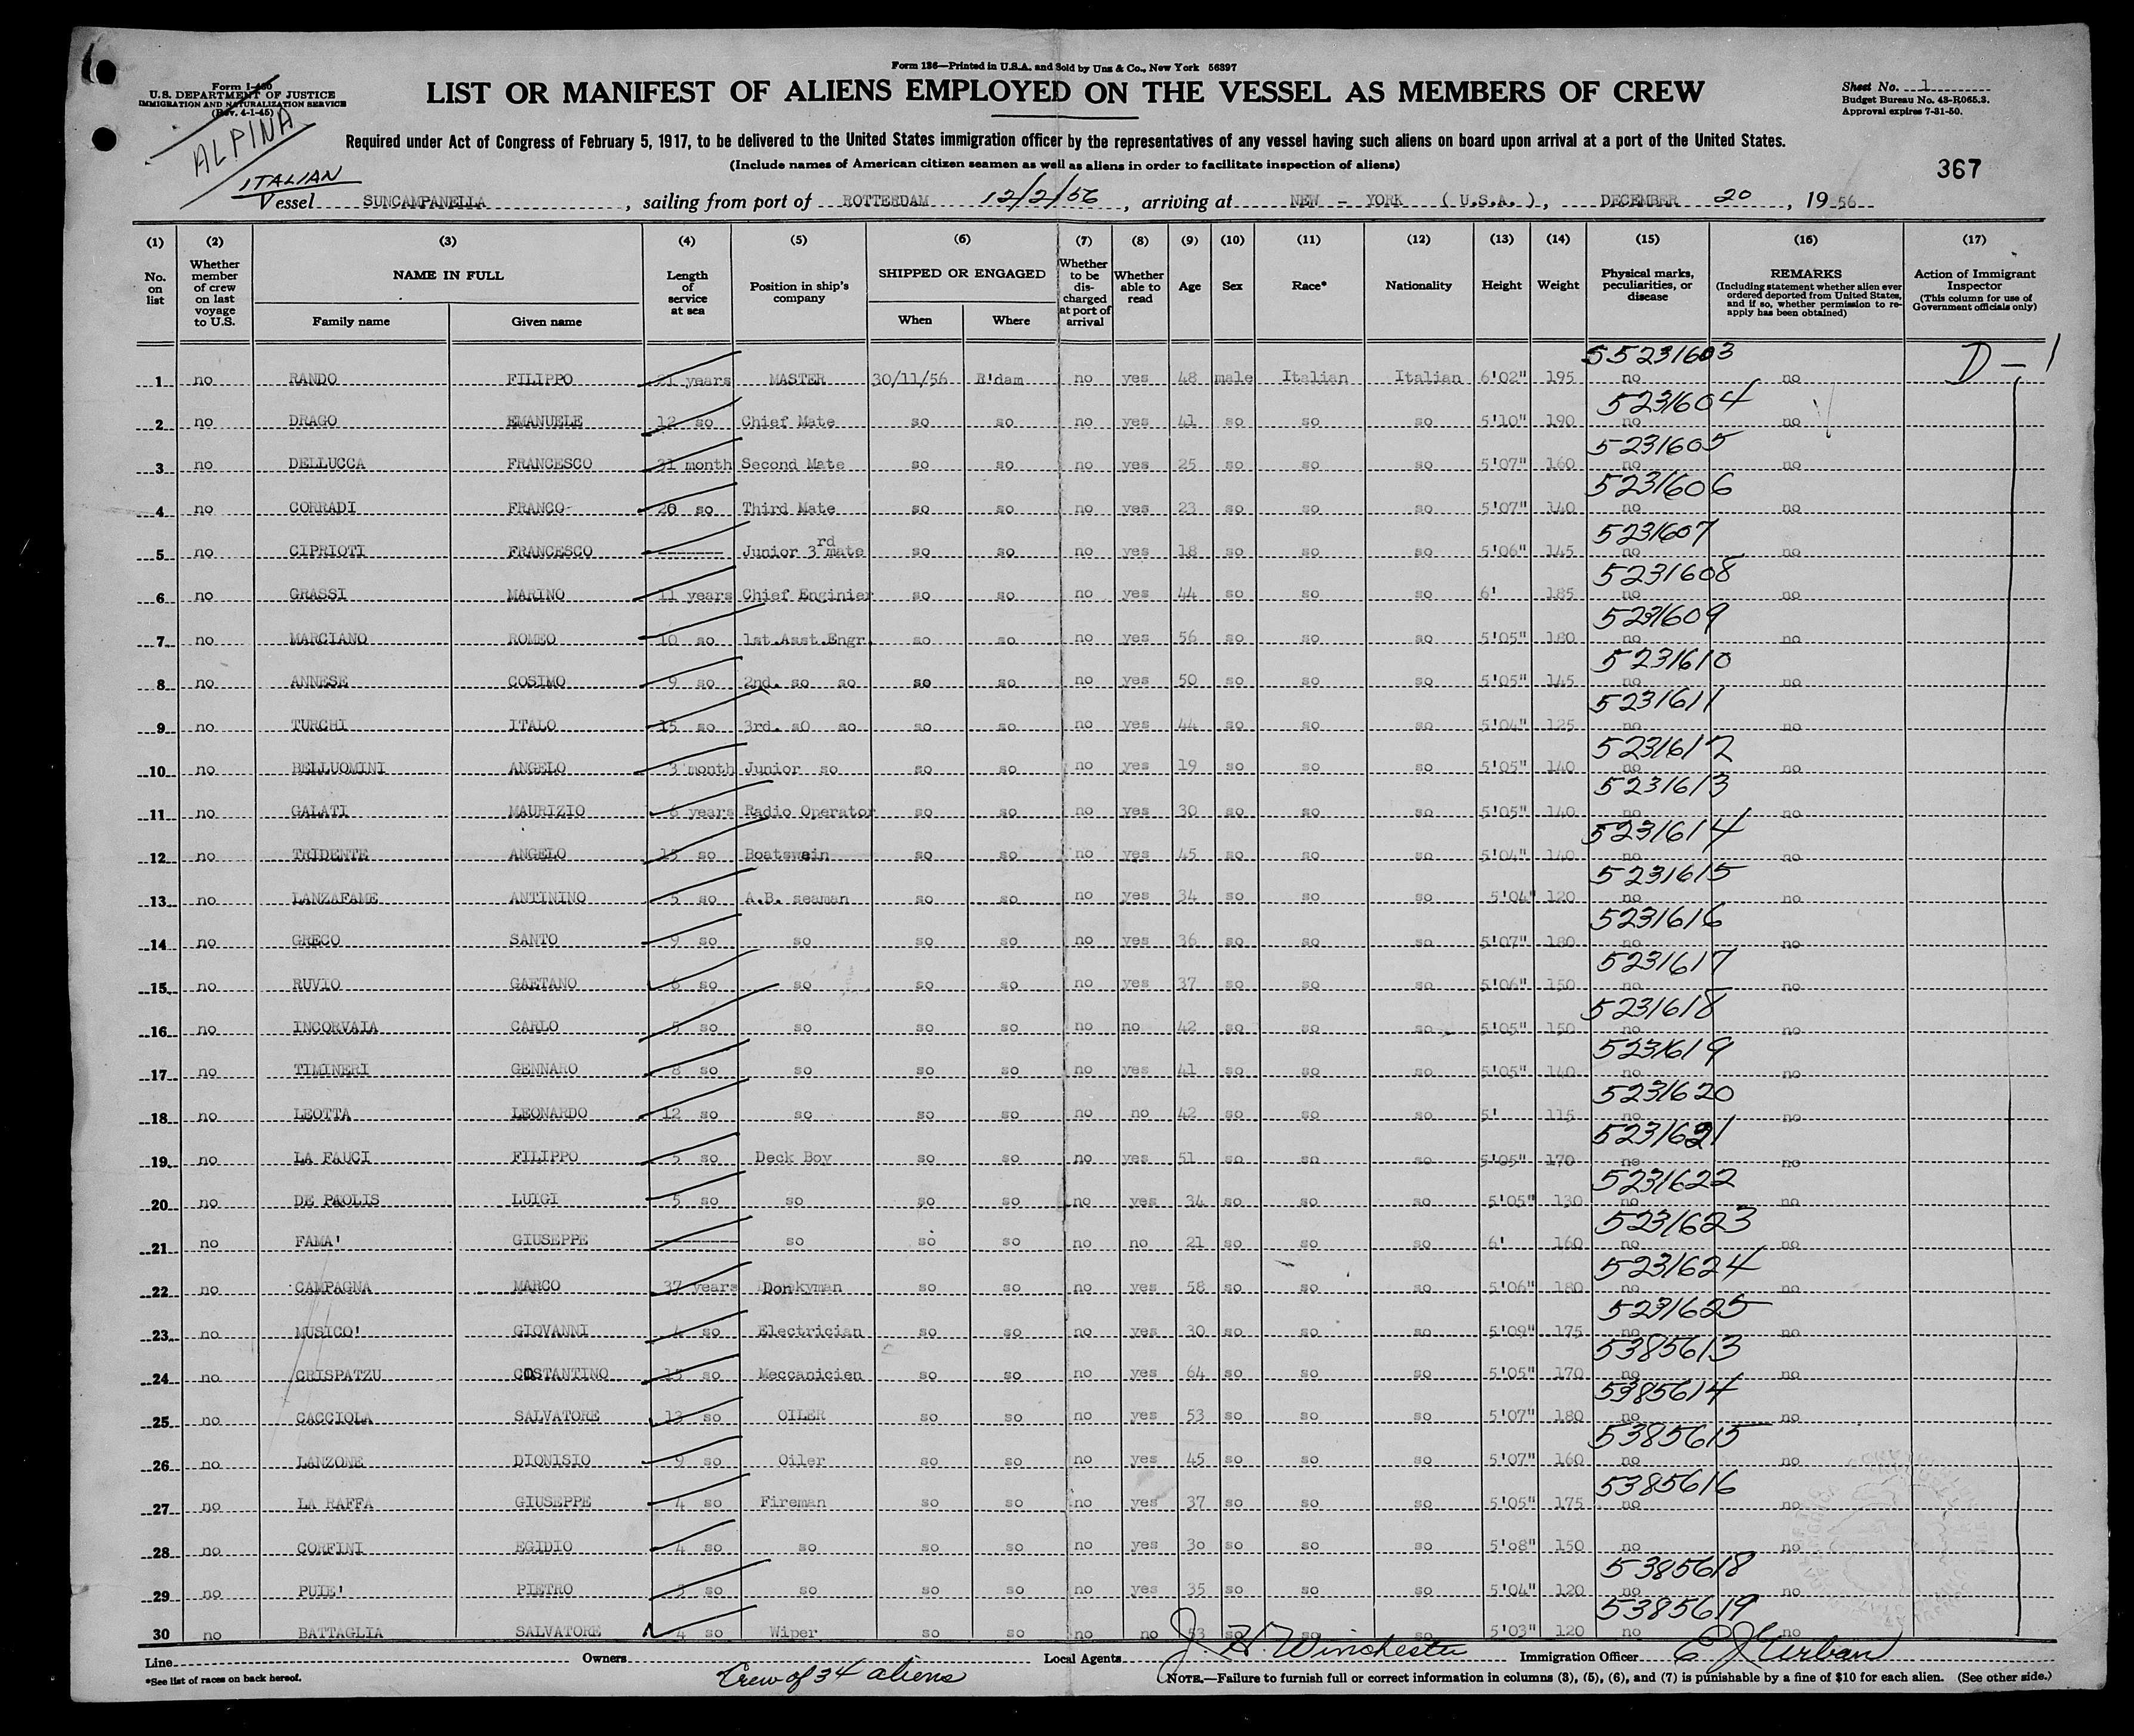 Form 136—Printed in U.S.A. and Sold by Unz & Co., New York 56397
Form I-480
U.S. DEPARTMENT OF JUSTICE
IMMIGRATION AND NATURALIZATION SERVICE
(Rev. 4-1-45)
ALPINA
LIST OR MANIFEST OF ALIENS EMPLOYED ON THE VESSEL AS MEMBERS OF CREW
Sheet No. 1
Budget Bureau No. 43-R065.3.
Approval expires 7-31-50.
Required under Act of Congress of February 5, 1917, to be delivered to the United States immigration officer by the representatives of any vessel having such aliens on board upon arrival at a port of the United States.
(Include names of American citizen seamen as well as aliens in order to facilitate inspection of aliens)
367
ITALIAN
Vessel SUNCAMPANELLA, sailing from port of ROTTERDAM 12/2/56, arriving at NEW - YORK (U.S.A.), DECEMBER 20, 1956
(1) (2) (3) (4) (5) (6) (7) (8) (9) (10) (11) (12) (13) (14) (15) (16) (17)
No. on list
Whether member of crew on last voyage to U.S.
NAME IN FULL
Family name Given name
Length of service at sea
Position in ship's company
SHIPPED OR ENGAGED
When Where
Whether to be discharged at port of arrival
Whether able to read
Age Sex Race* Nationality Height Weight
Physical marks, peculiarities, or disease
REMARKS
(Including statement whether alien ever ordered deported from United States, and if so, whether permission to reapply has been obtained)
Action of Immigrant Inspector
(This column for use of Government officials only)
55231603
1 no RANDO FILIPPO 21 years MASTER 30/11/56 R'dam no yes 48 male Italian Italian 6'02" 195 no no D-1
5231604
2 no DRAGO EMANUELE 12 so Chief Mate so so no yes 41 so so so 5'10" 190 no no
5231605
3 no DELLUCCA FRANCESCO 31 month Second Mate so so no yes 25 so so so 5'07" 160 no no
5231606
4 no CORRADI FRANCO 20 so Third Mate so so no yes 23 so so so 5'07" 140 no no
5231607
5 no CIPRIOTI FRANCESCO -------- Junior 3rd mate so so no yes 18 so so so 5'06" 145 no no
5231608
6 no GRASSI MARINO 11 years Chief Enginier so so no yes 44 so so so 6' 185 no no
5231609
7 no MARCIANO ROMEO 10 so 1st.Asst.Engr. so so no yes 56 so so so 5'05" 180 no no
5231610
8 no ANNESE COSIMO 9 so 2nd. so so so so no yes 50 so so so 5'05" 145 no no
5231611
9 no TURCHI ITALO 15 so 3rd. sO so so so no yes 44 so so so 5'04" 125 no no
5231612
10 no BELLUOMINI ANGELO 3 month Junior so so so no yes 19 so so so 5'05" 140 no no
5231613
11 no GALATI MAURIZIO 6 years Radio Operator so so no yes 30 so so so 5'05" 140 no no
5231614
12 no TRIDENTE ANGELO 15 so Boatswain so so no yes 45 so so so 5'04" 140 no no
5231615
13 no LANZAFAME ANTININO 5 so A.B. seaman so so no yes 34 so so so 5'04" 120 no no
5231616
14 no GRECO SANTO 9 so so so so no yes 36 so so so 5'07" 180 no no
5231617
15 no RUVIO GAETANO 6 so so so so no yes 37 so so so 5'06" 150 no no
5231618
16 no INCORVAIA CARLO 5 so so so so no no 42 so so so 5'05" 150 no no
5231619
17 no TIMINERI GENNARO 8 so so so so no yes 41 so so so 5'05" 140 no no
5231620
18 no LEOTTA LEONARDO 12 so so so so no no 42 so so so 5' 115 no no
5231621
19 no LA FAUCI FILIPPO 5 so Deck Boy so so no yes 51 so so so 5'05" 170 no no
5231622
20 no DE PAOLIS LUIGI 5 so so so so no yes 34 so so so 5'05" 130 no no
5231623
21 no FAMA' GIUSEPPE -------- so so so no no 21 so so so 6' 160 no no
5231624
22 no CAMPAGNA MARCO 37 years Donkyman so so no yes 58 so so so 5'06" 180 no no
5231625
23 no MUSICO' GIOVANNI 4 so Electrician so so no yes 30 so so so 5'09" 175 no no
5385613
24 no CRISPATZU COSTANTINO 15 so Meccanicien so so no yes 64 so so so 5'05" 170 no no
5385614
25 no CACCIOLA SALVATORE 13 so OILER so so no yes 53 so so so 5'07" 180 no no
5385615
26 no LANZONE DIONISIO 9 so Oiler so so no yes 45 so so so 5'07" 160 no no
5385616
27 no LA RAFFA GIUSEPPE 4 so Fireman so so no yes 37 so so so 5'05" 175 no no
28 no CORFINI EGIDIO 4 so so so so no yes 3o so so so 5'o8" 150 no no
5385618
29 no PUIE' PIETRO 3 so so so so no yes 35 so so so 5'04" 120 no no
5385619
30 no BATTAGLIA SALVATORE 4 so Wiper so so no no 53 so so so 5'03" 120 no no
Line Owners Local Agents J. H. Winchester Immigration Officer C J Urban
*See list of races on back hereof.
Crew of 34 aliens
NOTE.—Failure to furnish full or correct information in columns (3), (5), (6), and (7) is punishable by a fine of $10 for each alien. (See other side.)